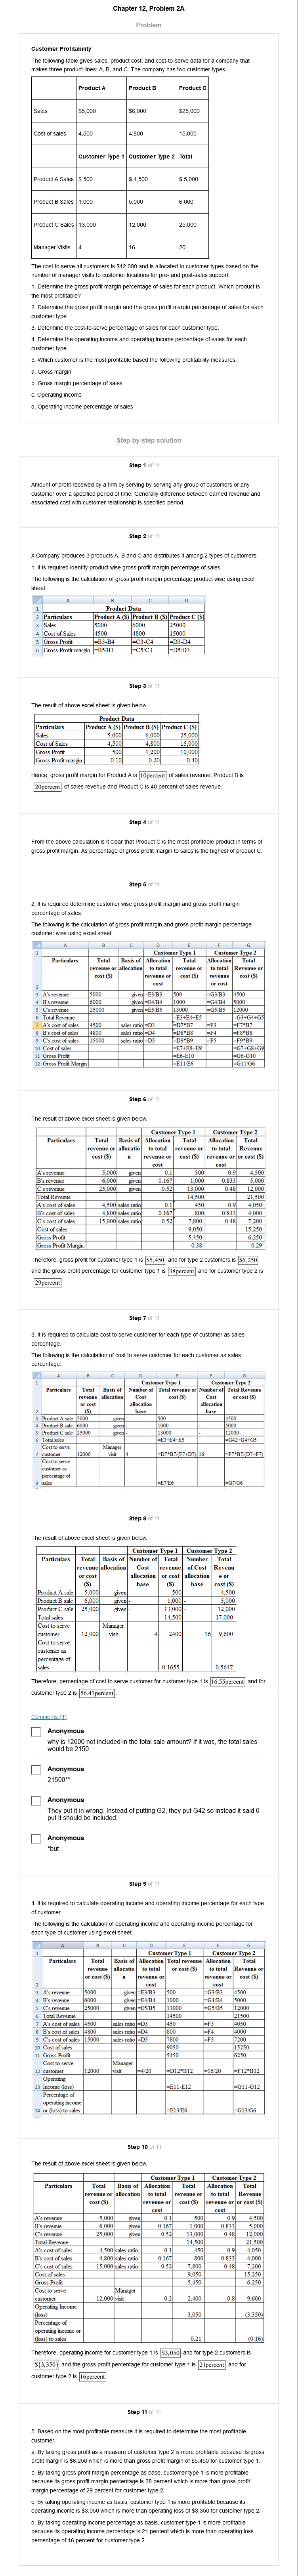 Chapter 12, Problem 2A
Problem
Customer Profitability
The following table gives sales, product cost, and cost-to-serve data for a company that
makes three product lines: A, B, and C. The company has two customer types.
Product A Product B Product C
Sales $5,000 $6,000 $25,000
Cost of sales 4,500 4,800 15,000
Customer Type 1 Customer Type 2 Total
Product A Sales $ 500 $ 4,500 $ 5,000
Product B Sales 1,000 5,000 6,000
Product C Sales 13,000 12,000 25,000
Manager Visits 4 16 20
The cost to serve all customers is $12,000 and is allocated to customer types based on the
number of manager visits to customer locations for pre- and post-sales support.
1. Determine the gross profit margin percentage of sales for each product. Which product is
the most profitable?
2. Determine the gross profit margin and the gross profit margin percentage of sales for each
customer type.
3. Determine the cost-to-serve percentage of sales for each customer type.
4. Determine the operating income and operating income percentage of sales for each
customer type.
5. Which customer is the most profitable based the following profitability measures:
a. Gross margin
b. Gross margin percentage of sales
c. Operating income
d. Operating income percentage of sales
Step-by-step solution
Step 1 of 11
Amount of profit received by a firm by serving by serving any group of customers or any
customer over a specified period of time. Generally difference between earned revenue and
associated cost with customer relationship is specified period.
Step 2 of 11
X Company produces 3 products A, B and C and distributes it among 2 types of customers.
1. It is required identify product wise gross profit margin percentage of sales.
The following is the calculation of gross profit margin percentage product wise using excel
sheet.
A B C D
1 Product Data
2 Particulars Product A ($) Product B ($) Product C ($)
3 Sales 5000 6000 25000
4 Cost of Sales 4500 4800 15000
5 Gross Profit =B3-B4 =C3-C4 =D3-D4
6 Gross Profit margin =B5/B3 =C5/C3 =D5/D3
Step 3 of 11
The result of above excel sheet is given below.
Product Data
Particulars Product A ($) Product B ($) Product C ($)
Sales 5,000 6,000 25,000
Cost of Sales 4,500 4,800 15,000
Gross Profit 500 1,200 10,000
Gross Profit margin 0.10 0.20 0.40
Hence, gross profit margin for Product A is 10percent of sales revenue, Product B is
20percent of sales revenue and Product C is 40 percent of sales revenue.
Step 4 of 11
From the above calculation is it clear that Product C is the most profitable product in terms of
gross profit margin. As percentage of gross profit margin to sales is the highest of product C.
Step 5 of 11
2. It is required determine customer wise gross profit margin and gross profit margin
percentage of sales.
The following is the calculation of gross profit margin and gross profit margin percentage
customer wise using excel sheet.
A B C D E F G
1 Customer Type 1 Customer Type 2
Particulars Total revenue or cost ($) Basis of allocation Allocation to total revenue or cost Total revenue or cost ($) Allocation to total revenue or cost Total Revenue or cost ($)
2
3 A's revenue 5000 given =E3/B3 500 =G3/B3 4500
4 B's revenue 6000 given =E4/B4 1000 =G4/B4 5000
5 C's revenue 25000 given =E5/B5 13000 =G5/B5 12000
6 Total Revenue =E3+E4+E5 =G3+G4+G5
7 A's cost of sales 4500 sales ratio =D3 =D7*B7 =F3 =F7*B7
8 B's cost of sales 4800 sales ratio =D4 =D8*B8 =F4 =F8*B8
9 C's cost of sales 15000 sales ratio =D5 =D9*B9 =F5 =F9*B9
10 Cost of sales =E7+E8+E9 =G7+G8+G9
11 Gross Profit =E6-E10 =G6-G10
12 Gross Profit Margin =E11/E6 =G11/G6
Step 6 of 11
The result of above excel sheet is given below.
Customer Type 1 Customer Type 2
Particulars Total revenue or cost ($) Basis of allocatio n Allocation to total revenue or cost Total revenue or cost ($) Allocation to total revenue or cost Total Revenue or cost ($)
A's revenue 5,000 given 0.1 500 0.9 4,500
B's revenue 6,000 given 0.167 1,000 0.833 5,000
C's revenue 25,000 given 0.52 13,000 0.48 12,000
Total Revenue 14,500 21,500
A's cost of sales 4,500 sales ratio 0.1 450 0.9 4,050
B's cost of sales 4,800 sales ratio 0.167 800 0.833 4,000
C's cost of sales 15,000 sales ratio 0.52 7,800 0.48 7,200
Cost of sales 9,050 15,250
Gross Profit 5,450 6,250
Gross Profit Margin 0.38 0.29
Therefore, gross profit for customer type 1 is $5,450 and for type 2 customers is $6,250
and the gross profit percentage for customer type 1 is 38percent and for customer type 2 is
29percent.
Step 7 of 11
3. It is required to calculate cost to serve customer for each type of customer as sales
percentage.
The following is the calculation of cost to serve customer for each customer as sales
percentage.
A B C D E F G
1 Customer Type 1 Customer Type 2
Particulars Total revenue or cost ($) Basis of allocation Number of Cost allocation base Total revenue or cost ($) Number of Cost allocation base Total Revenue or cost ($)
2
3 Product A sale 5000 given - 500 - 4500
4 Product B sale 6000 given - 1000 - 5000
5 Product C sale 25000 given - 13000 - 12000
6 Total sales =E3+E4+E5 =G42+G4+G5
7 Cost to serve customer 12000 Manager visit 4 =D7*B7/(F7+D7) 16 =F7*B7/(D7+F7)
8 Cost to serve customer as percentage of sales =E7/E6 =G7/G6
Step 8 of 11
The result of above excel sheet is given below.
Customer Type 1 Customer Type 2
Particulars Total revenue or cost ($) Basis of allocation Number of Cost allocation base Total revenue or cost ($) Number of Cost allocation base Total Revenu e or cost ($)
Product A sale 5,000 given - 500 - 4,500
Product B sale 6,000 given - 1,000 - 5,000
Product C sale 25,000 given - 13,000 - 12,000
Total sales 14,500 17,000
Cost to serve customer 12,000 Manager visit 4 2400 16 9,600
Cost to serve customer as percentage of sales 0.1655 0.5647
Therefore, percentage of cost to serve customer for customer type 1 is 16.55percent and for
customer type 2 is 56.47percent.
Comments (4)
Anonymous
why is 12000 not included in the total sale amount? If it was, the total sales
would be 2150
Anonymous
21500**
Anonymous
They put it in wrong. Instead of putting G2, they put G42 so instead it said 0
put it should be included.
Anonymous
*but
Step 9 of 11
4. It is required to calculate operating income and operating income percentage for each type
of customer.
The following is the calculation of operating income and operating income percentage for
each type of customer using excel sheet.
A B C D E F G
1 Customer Type 1 Customer Type 2
Particulars Total revenue or cost ($) Basis of allocatio n Allocation to total revenue or cost Total revenue or cost ($) Allocation to total revenue or cost Total Revenue or cost ($)
2
3 A's revenue 5000 given =E3/B3 500 =G3/B3 4500
4 B's revenue 6000 given =E4/B4 1000 =G4/B4 5000
5 C's revenue 25000 given =E5/B5 13000 =G5/B5 12000
6 Total Revenue 14500 21500
7 A's cost of sales 4500 sales ratio =D3 450 =F3 4050
8 B's cost of sales 4800 sales ratio =D4 800 =F4 4000
9 C's cost of sales 15000 sales ratio =D5 7800 =F5 7200
10 Cost of sales 9050 15250
11 Gross Profit 5450 6250
12 Cost to serve customer 12000 Manager visit =4/20 =D12*B12 =16/20 =F12*B12
13 Operating Income (loss) =E11-E12 =G11-G12
14 Percentage of operating income or (loss) to sales =E13/E6 =G13/G6
Step 10 of 11
The result of above excel sheet is given below.
Customer Type 1 Customer Type 2
Particulars Total revenue or cost ($) Basis of allocation Allocation to total revenue or cost Total revenue or cost ($) Allocation to total revenue or cost Total Revenue or cost ($)
A's revenue 5,000 given 0.1 500 0.9 4,500
B's revenue 6,000 given 0.167 1,000 0.833 5,000
C's revenue 25,000 given 0.52 13,000 0.48 12,000
Total Revenue 14,500 21,500
A's cost of sales 4,500 sales ratio 0.1 450 0.9 4,050
B's cost of sales 4,800 sales ratio 0.167 800 0.833 4,000
C's cost of sales 15,000 sales ratio 0.52 7,800 0.48 7,200
Cost of sales 9,050 15,250
Gross Profit 5,450 6,250
Cost to serve customer 12,000 Manager visit 0.2 2,400 0.8 9,600
Operating Income (loss) 3,050 (3,350)
Percentage of operating income or (loss) to sales 0.21 (0.16)
Therefore, operating income for customer type 1 is $3,050 and for type 2 customers is
$(3,350) and the gross profit percentage for customer type 1 is 21percent and for
customer type 2 is 16percent.
Step 11 of 11
5. Based on the most profitable measure it is required to determine the most profitable
customer.
a. By taking gross profit as a measure of customer type 2 is more profitable because its gross
profit margin is $6,250 which is more than gross profit margin of $5,450 for customer type 1.
b. By taking gross profit margin percentage as base, customer type 1 is more profitable
because its gross profit margin percentage is 38 percent which is more than gross profit
margin percentage of 29 percent for customer type 2.
c. By taking operating income as basis, customer type 1 is more profitable because its
operating income is $3,050 which is more than operating loss of $3,350 for customer type 2.
d. By taking operating income percentage as basis, customer type 1 is more profitable
because its operating income percentage is 21 percent which is more than operating loss
percentage of 16 percent for customer type 2.